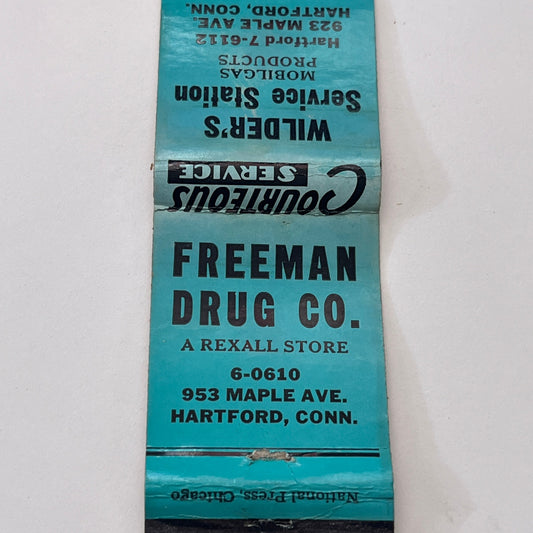 FREEMAN
DRUG CO.
A REXALL STORE
6-0610
953 MAPLE AVE.
HARTFORD, CONN.
National Press, Chicago
COURTEOUS
SERVICE
WILDER'S
Service Station
MOBILGAS
PRODUCTS
Hartford 7-6112
923 MAPLE AVE.
HARTFORD, CONN.